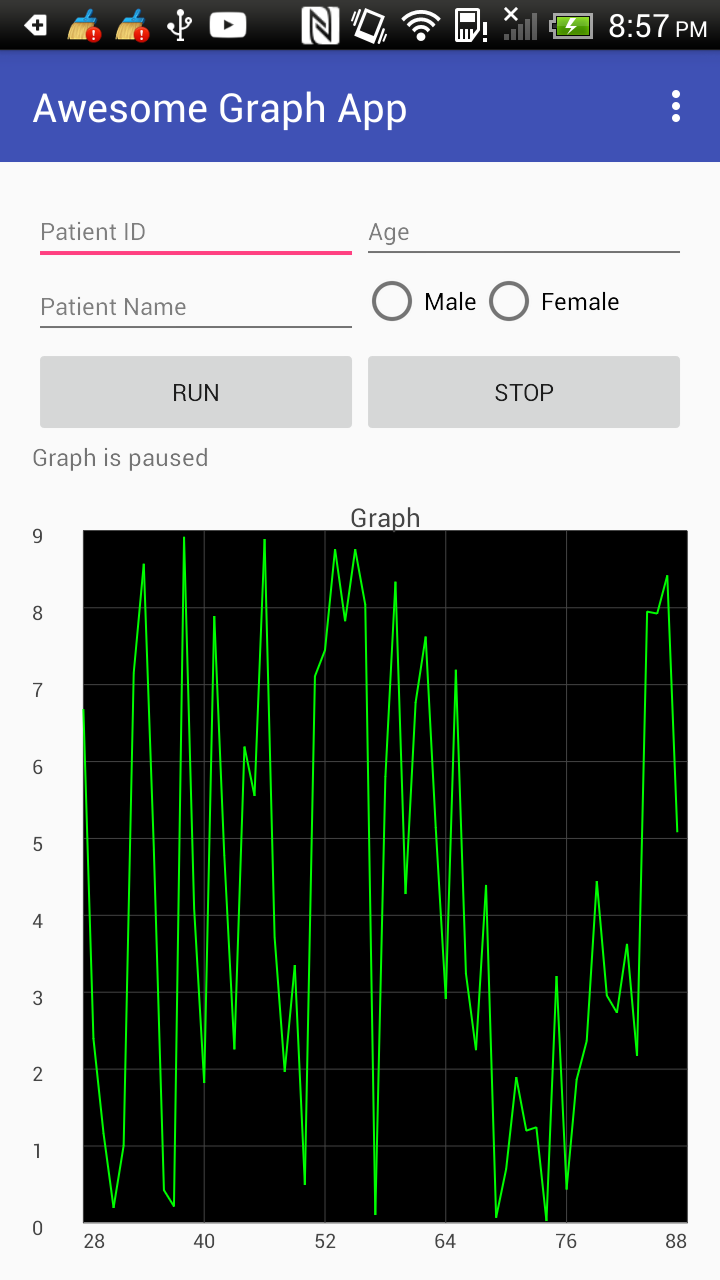 8:57 PM
Awesome Graph App
Patient ID
Age
Patient Name
Male
Female
RUN
STOP
Graph is paused
Graph
9
8
7
6
5
4
3
2
1
0
28 40 52 64 76 88